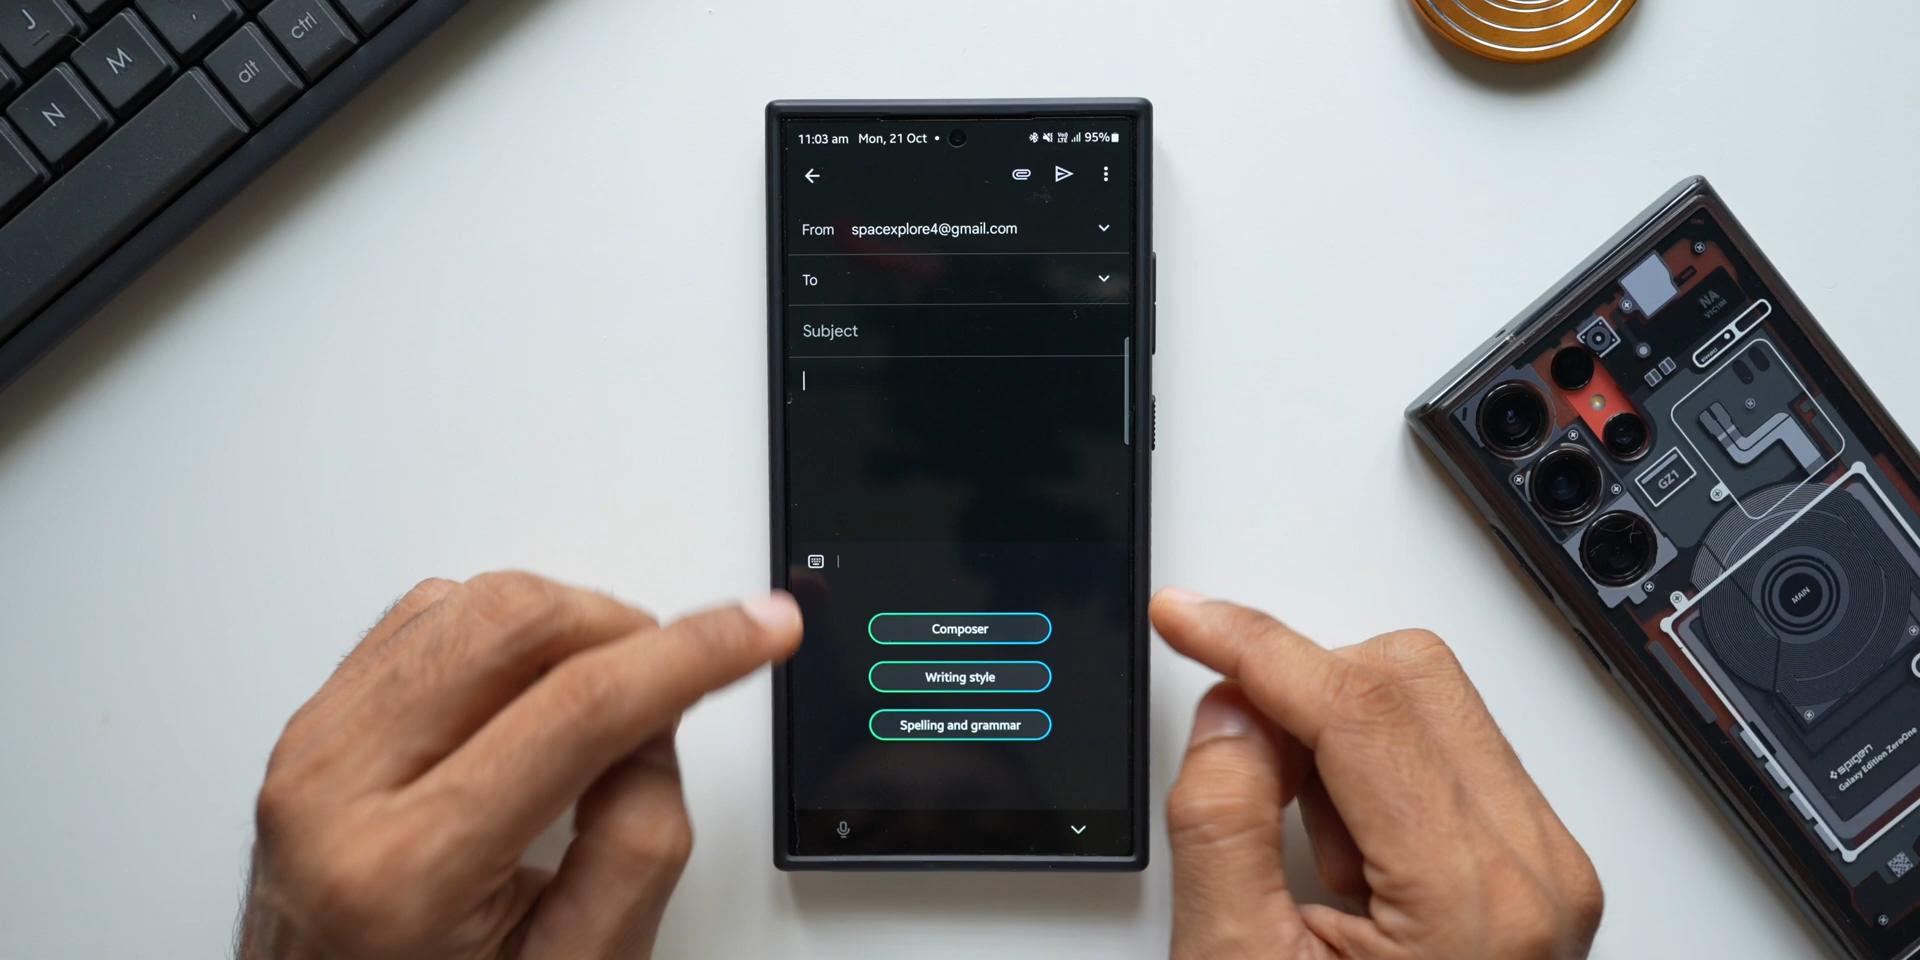 J
M
N
alt
ctrl
11:03 am Mon, 21 Oct • 95%
From spacexplore4@gmail.com
To
Subject
Composer
Writing style
Spelling and grammar
NA
GZ1
MAIN
spigen
Galaxy Edition ZeroOne